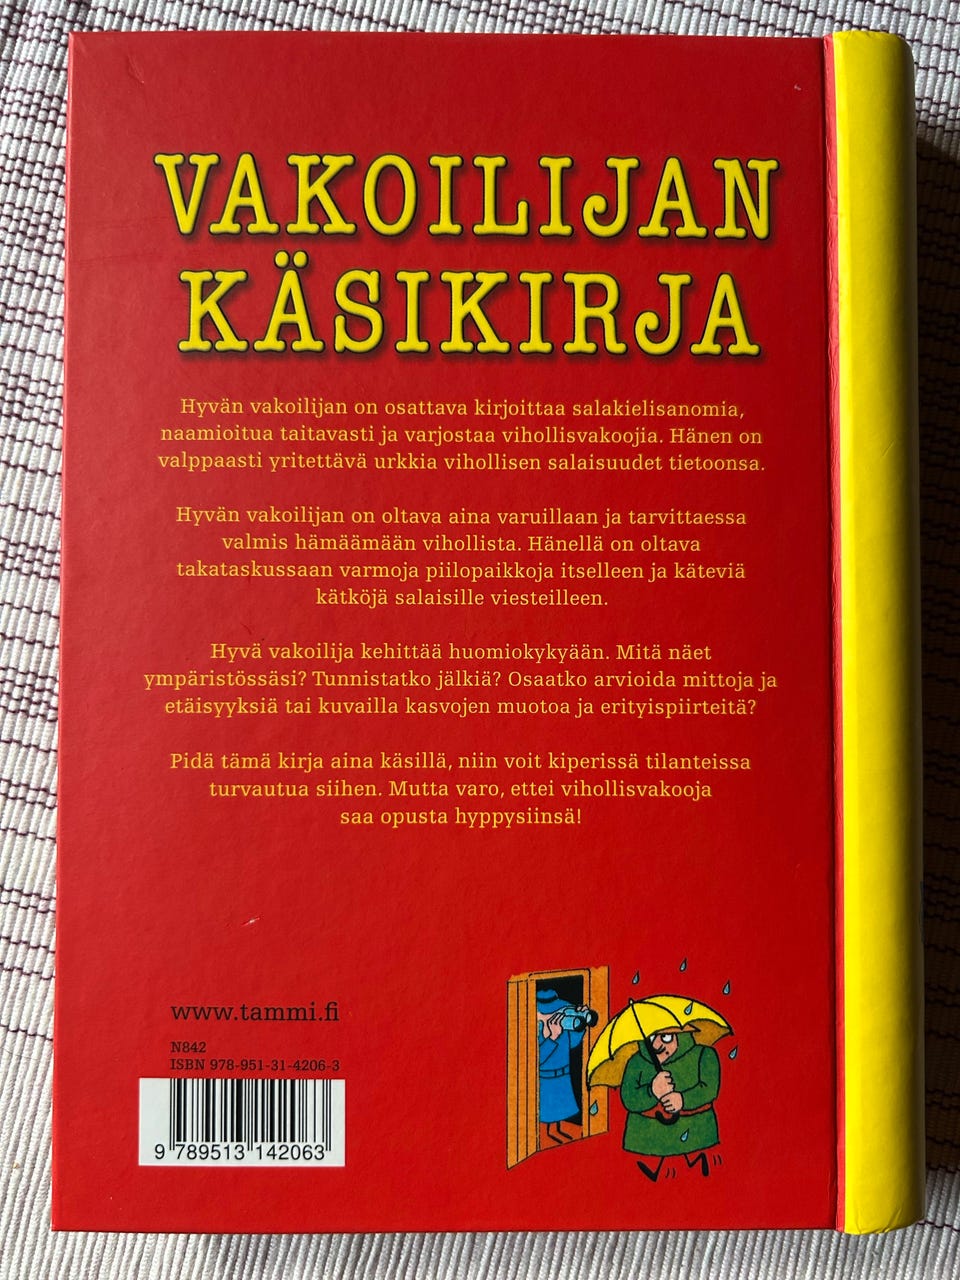 VAKOILIJAN
KÄSIKIRJA
Hyvän vakoilijan on osattava kirjoittaa salakielisanomia,
naamioitua taitavasti ja varjostaa vihollisvakoojia. Hänen on
valppaasti yritettävä urkkia vihollisen salaisuudet tietoonsa.
Hyvän vakoilijan on oltava aina varuillaan ja tarvittaessa
valmis hämäämään vihollista. Hänellä on oltava
takataskussaan varmoja piilopaikkoja itselleen ja käteviä
kätköjä salaisille viesteilleen.
Hyvä vakoilija kehittää huomiokykyään. Mitä näet
ympäristössäsi? Tunnistatko jälkiä? Osaatko arvioida mittoja ja
etäisyyksiä tai kuvailla kasvojen muotoa ja erityispiirteitä?
Pidä tämä kirja aina käsillä, niin voit kiperissä tilanteissa
turvautua siihen. Mutta varo, ettei vihollisvakooja
saa opusta hyppysiinsä!
www.tammi.fi
N842
ISBN 978-951-31-4206-3
9 789513 142063